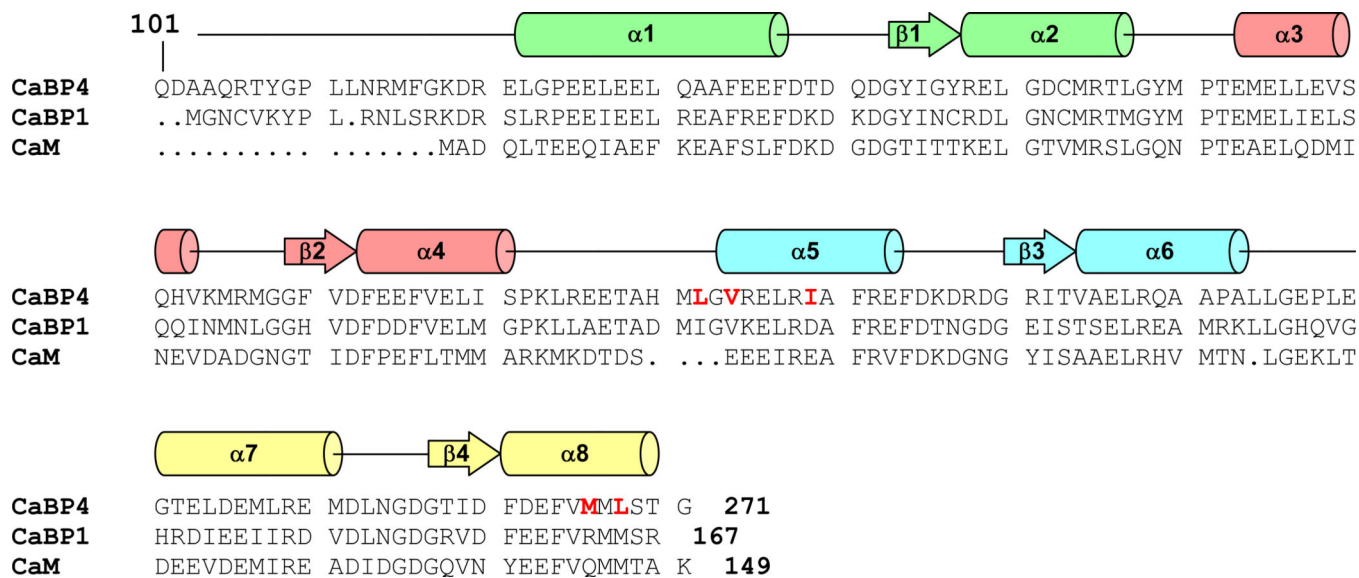 101
α1 β1 α2 α3
CaBP4 QDAAQRTYGP LLNRMFGKDR ELGPEELEEL QAAFEEFDTD QDGYIGYREL GDCMRTLGYM PTEMELLEVS
CaBP1 ..MGNCVKYP L.RNLSRKDR SLRPEEIEEL REAFREFDKD KDGYINCRDL GNCMRTMGYM PTEMELIELS
CaM .......... .......MAD QLTEEQIAEF KEAFSLFDKD GDGTITTKEL GTVMRSLGQN PTEAELQDMI
β2 α4 α5 β3 α6
CaBP4 QHVKMRMGGF VDFEEFVELI SPKLREETAH MLGVRELRIA FREFDKDRDG RITVAELRQA APALLGEPLE
CaBP1 QQINMNLGGH VDFDDFVELM GPKLLAETAD MIGVKELRDA FREFDTNGDG EISTSELREA MRKLLGHQVG
CaM NEVDADGNGT IDFPEFLTMM ARKMKDTDS. ...EEEIREA FRVFDKDGNG YISAAELRHV MTN.LGEKLT
α7 β4 α8
CaBP4 GTELDEMLRE MDLNGDGTID FDEFVMMLST G 271
CaBP1 HRDIEEIIRD VDLNGDGRVD FEEFVRMMSR 167
CaM DEEVDEMIRE ADIDGDGQVN YEEFVQMMTA K 149